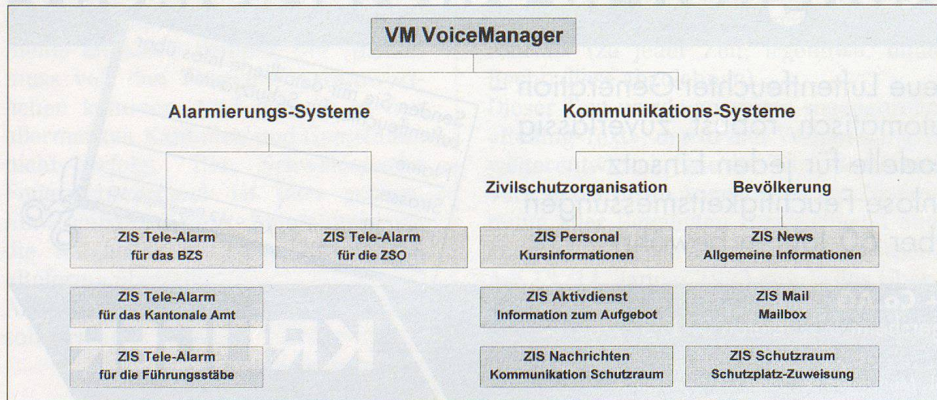 VM VoiceManager
Alarmierungs-Systeme
Kommunikations-Systeme
Zivilschutzorganisation
Bevölkerung
ZIS Tele-Alarm
für das BZS
ZIS Tele-Alarm
für die ZSO
ZIS Personal
Kursinformationen
ZIS News
Allgemeine Informationen
ZIS Tele-Alarm
für das Kantonale Amt
ZIS Aktivdienst
Information zum Aufgebot
ZIS Mail
Mailbox
ZIS Tele-Alarm
für die Führungsstäbe
ZIS Nachrichten
Kommunikation Schutzraum
ZIS Schutzraum
Schutzplatz-Zuweisung